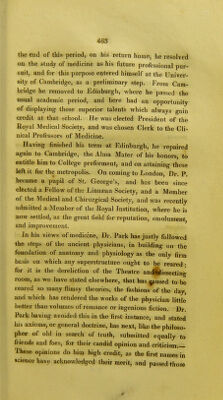 463
the end of this period, on his return home, he resolved
on the study of medicine as his future professional pur-
suit, and for this purpose entered himself at the Univer-
sity of Cambridge, as a preliminary step. From Cam-
bridge he removed to Edinburgh, where he passed the
usual academic period, and here had an opportunity
of displaying those superior talents which always gain
credit at that school. He was elected President of the
Royal Medical Society, and was chosen Clerk to the Cli-
nical Professors of Medicine.
Having finished his term at Edinburgh, he repaired
again to Cambridge, the Alma Mater of his honors, to
entitle him to College preferment, and on attaining these
left it for the metropolis. On coming to London, Dr. P.
became a pupil of St. George's, and has been since
elected a Fellow of the Linnæan Society, and a Member
of the Medical and Chirurgical Society, and was recently
admitted a Member of the Royal Institution, where he is
now settled, as the great field for reputation, emolument,
and improvement.
In his views of medicine, Dr. Park has justly followed
the steps of the ancient physicians, in building on the
foundation of anatomy and physiology as the only firm
basis on which any superstructure ought to be reared;
for it is the dereliction of the Theatre and dissecting
room, as we have stated elsewhere, that has caused to be
reared so many flimsy theories, the fashions of the day,
and which has rendered the works of the physician little
better than volumes of romance or ingenious fiction. Dr.
Park having avoided this in the first instance, and stated
his axioms, or general doctrine, has next, like the philoso-
pher of old in search of truth, submitted equally to
friends and foes, for their candid opinion and criticism.—
These opinions do him high credit, as the first names in
science have acknowledged their merit, and passed those